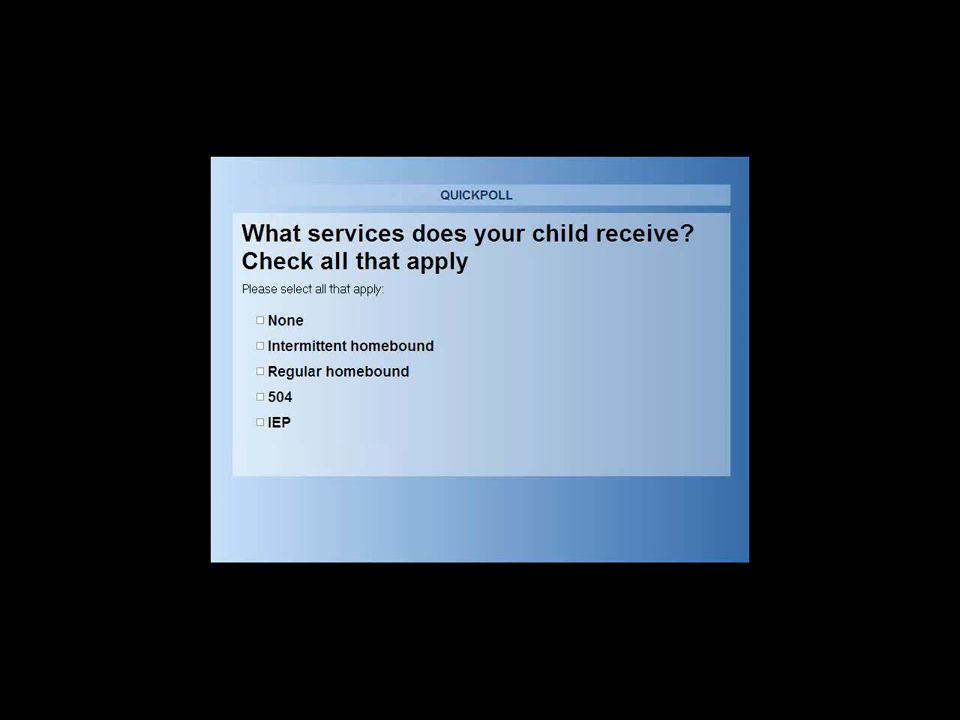 QUICKPOLL
What services does your child receive?
Check all that apply
Please select all that apply:
None
Intermittent homebound
Regular homebound
504
IEP